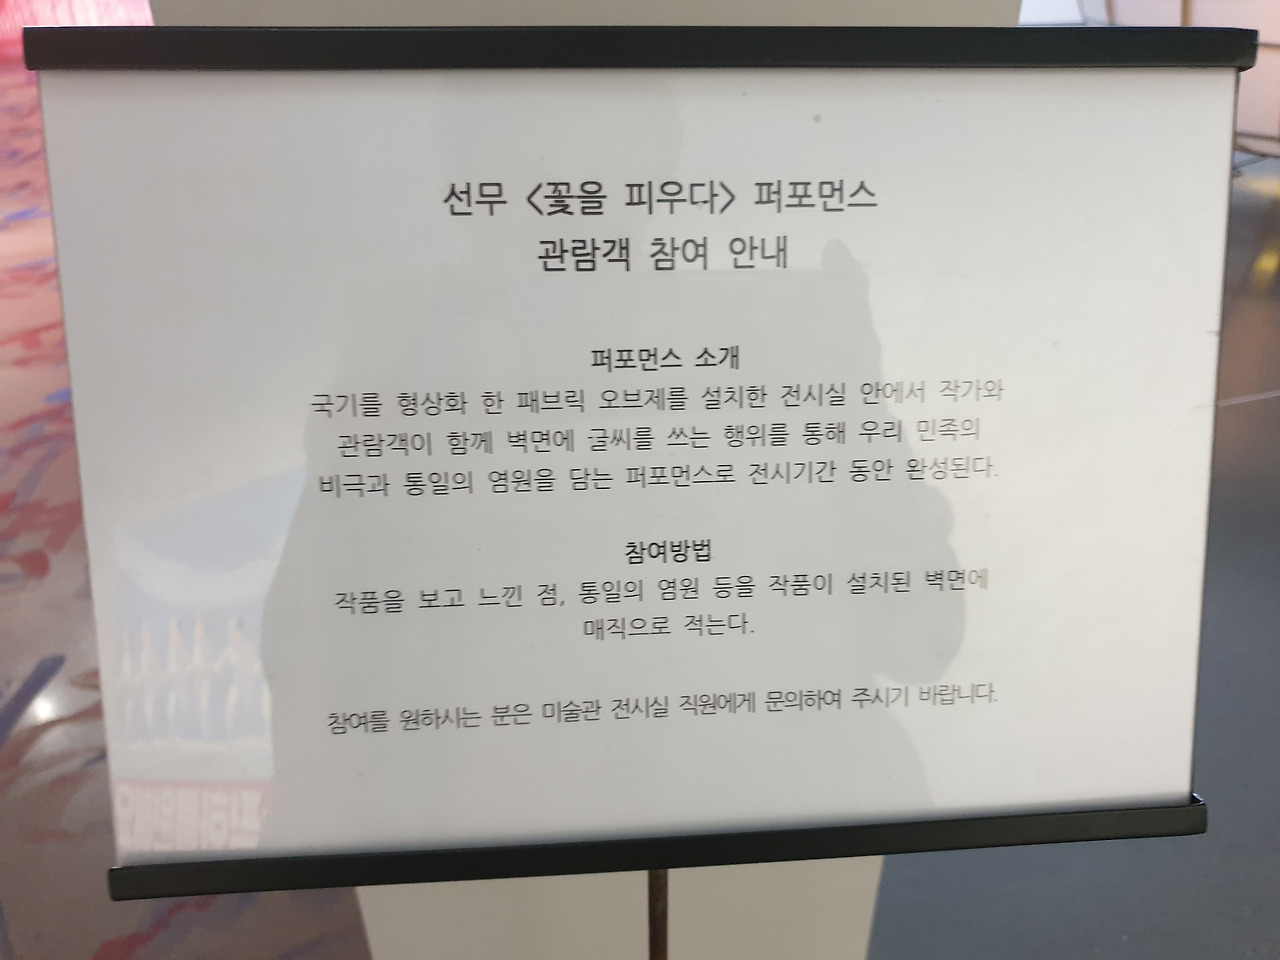 선무 <꽃을 피우다> 퍼포먼스
관람객 참여 안내
퍼포먼스 소개
국기를 형상화 한 패브릭 오브제를 설치한 전시실 안에서 작가와
관람객이 함께 벽면에 글씨를 쓰는 행위를 통해 우리 민족의
비극과 통일의 염원을 담는 퍼포먼스로 전시기간 동안 완성된다.
참여방법
작품을 보고 느낀 점, 통일의 염원 등을 작품이 설치된 벽면에
매직으로 적는다.
참여를 원하시는 분은 미술관 전시실 직원에게 문의하여 주시기 바랍니다.